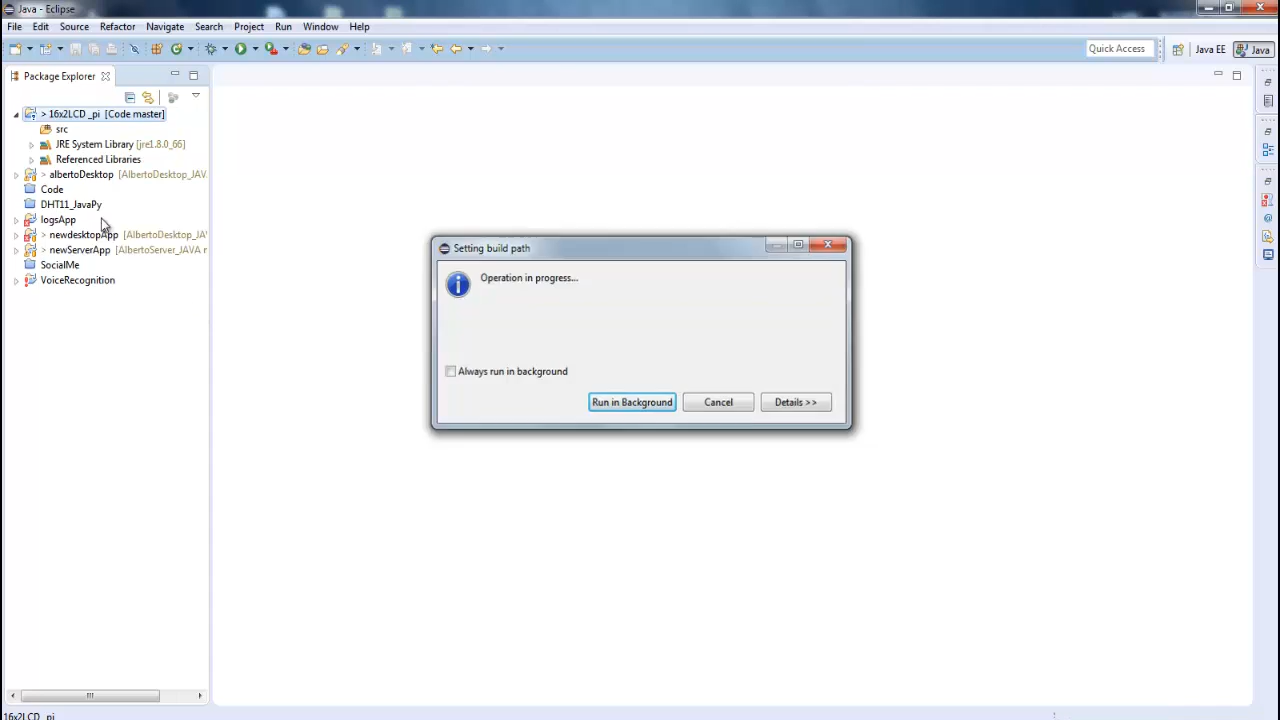 Java - Eclipse
File Edit Source Refactor Navigate Search Project Run Window Help
Quick Access Java EE Java
Package Explorer
> 16x2LCD _pi [Code master]
src
JRE System Library [jre1.8.0_66]
Referenced Libraries
> albertoDesktop [AlbertoDesktop_JAVA
Code
DHT11_JavaPy
logsApp
> newdesktopApp [AlbertoDesktop_JA
> newServerApp [AlbertoServer_JAVA n
SocialMe
VoiceRecognition
Setting build path
Operation in progress...
Always run in background
Run in Background Cancel Details >>
16x2LCD _pi